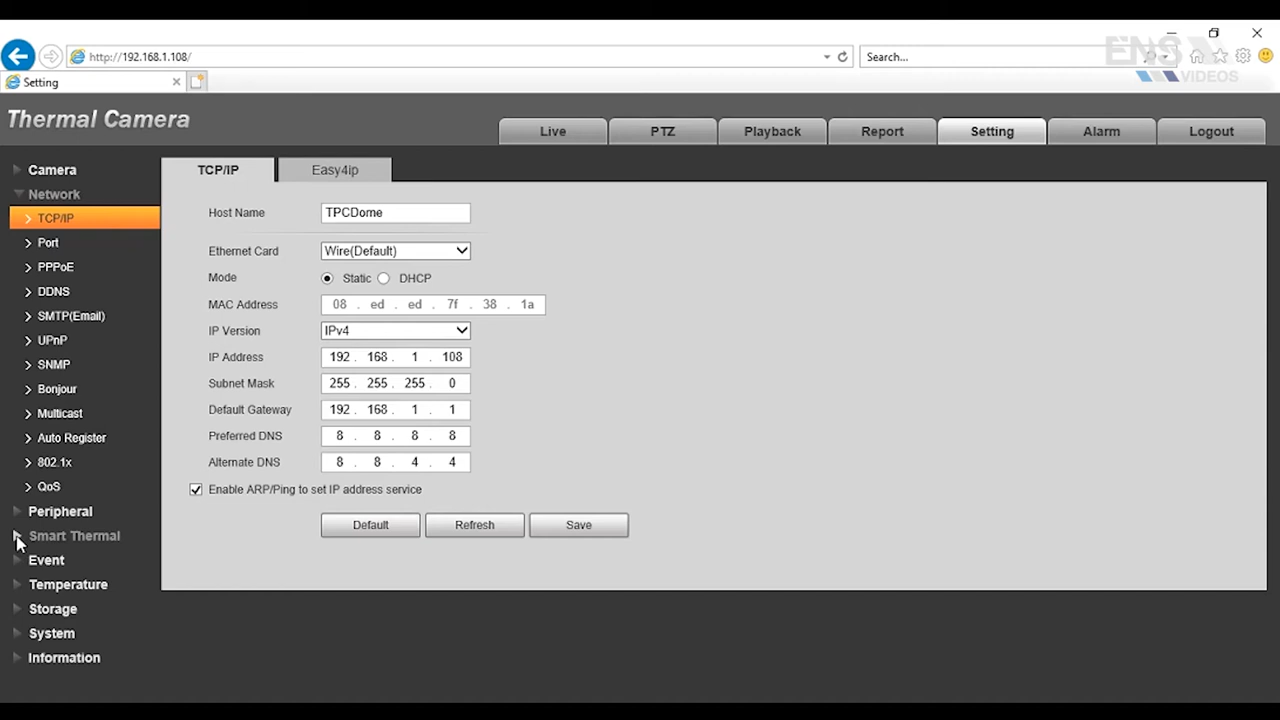 http://192.168.1.108/
Search...
ENS
VIDEOS
Setting
Thermal Camera
Live
PTZ
Playback
Report
Setting
Alarm
Logout
Camera
Network
TCP/IP
Port
PPPoE
DDNS
SMTP(Email)
UPnP
SNMP
Bonjour
Multicast
Auto Register
802.1x
QoS
Peripheral
Smart Thermal
Event
Temperature
Storage
System
Information
TCP/IP
Easy4ip
Host Name TPCDome
Ethernet Card Wire(Default)
Mode Static DHCP
MAC Address 08 . ed . ed . 7f . 38 . 1a
IP Version IPv4
IP Address 192 . 168 . 1 . 108
Subnet Mask 255 . 255 . 255 . 0
Default Gateway 192 . 168 . 1 . 1
Preferred DNS 8 . 8 . 8 . 8
Alternate DNS 8 . 8 . 4 . 4
Enable ARP/Ping to set IP address service
Default Refresh Save